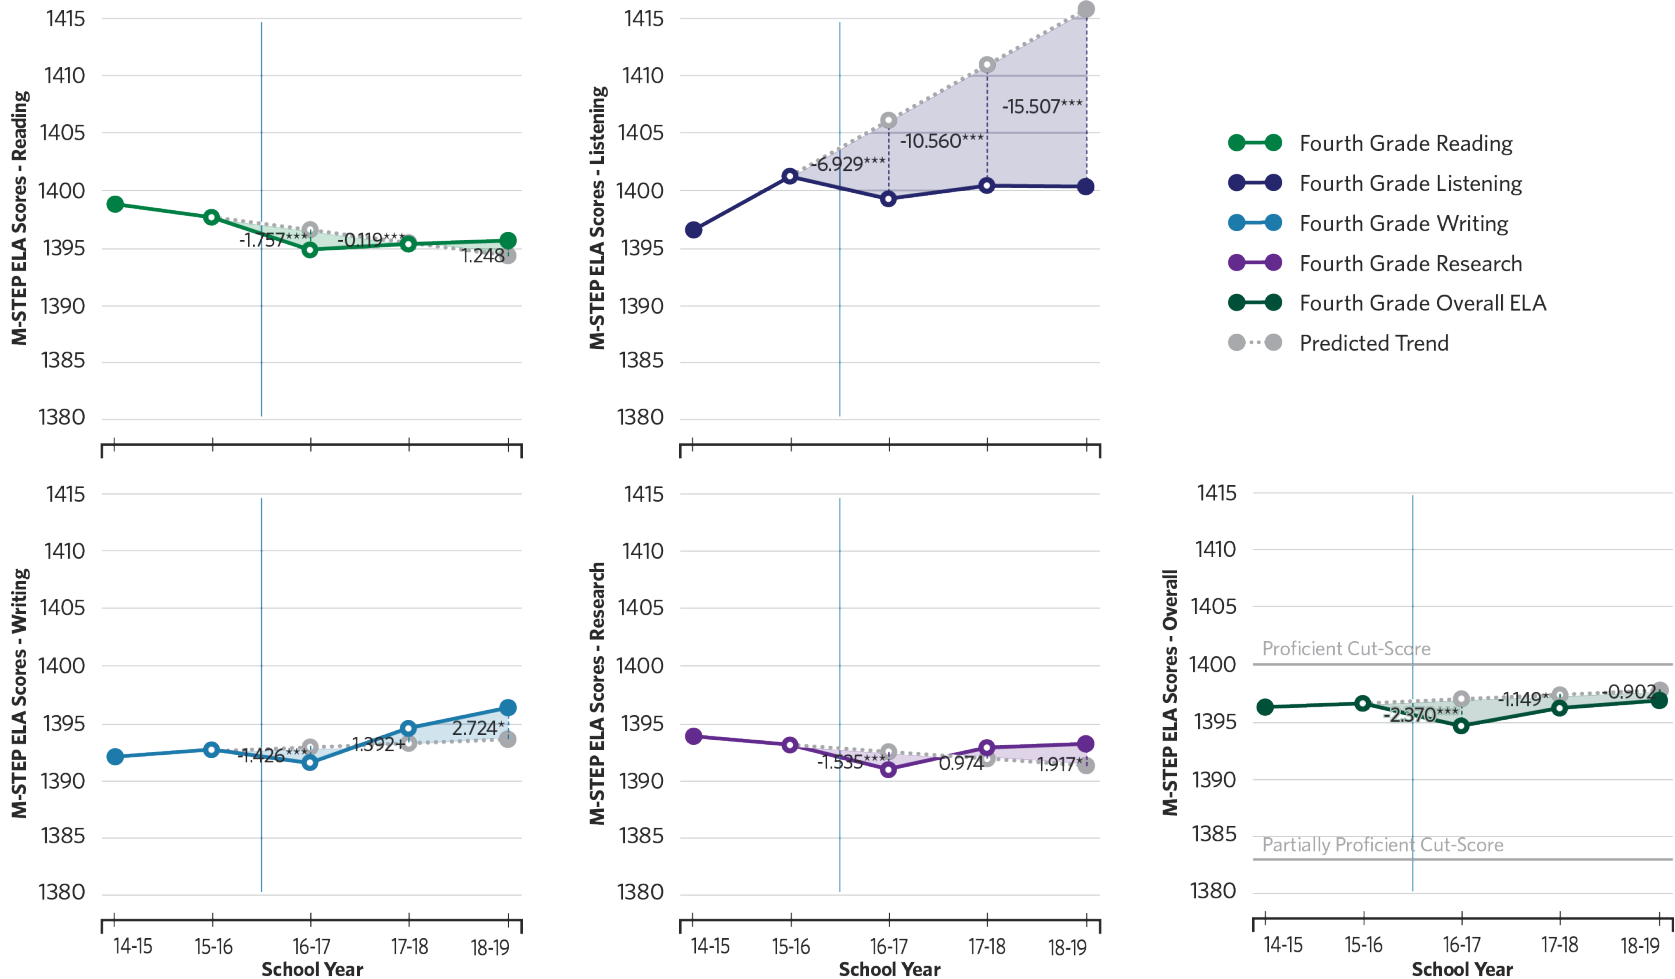 M-STEP ELA Scores - Reading
1415
1410
1405
1400
1395
1390
1385
1380
-1.757***
-0.119***
1.248
M-STEP ELA Scores - Listening
1415
1410
1405
1400
1395
1390
1385
1380
-6.929***
-10.560***
-15.507***
Fourth Grade Reading
Fourth Grade Listening
Fourth Grade Writing
Fourth Grade Research
Fourth Grade Overall ELA
Predicted Trend
M-STEP ELA Scores - Writing
1415
1410
1405
1400
1395
1390
1385
1380
-1.426***
1.392+
2.724*
14-15 15-16 16-17 17-18 18-19
School Year
M-STEP ELA Scores - Research
1415
1410
1405
1400
1395
1390
1385
1380
-1.535***
0.974
1.917*
14-15 15-16 16-17 17-18 18-19
School Year
M-STEP ELA Scores - Overall
1415
1410
1405
1400
1395
1390
1385
1380
Proficient Cut-Score
-2.370***
-1.149*
-0.902
Partially Proficient Cut-Score
14-15 15-16 16-17 17-18 18-19
School Year